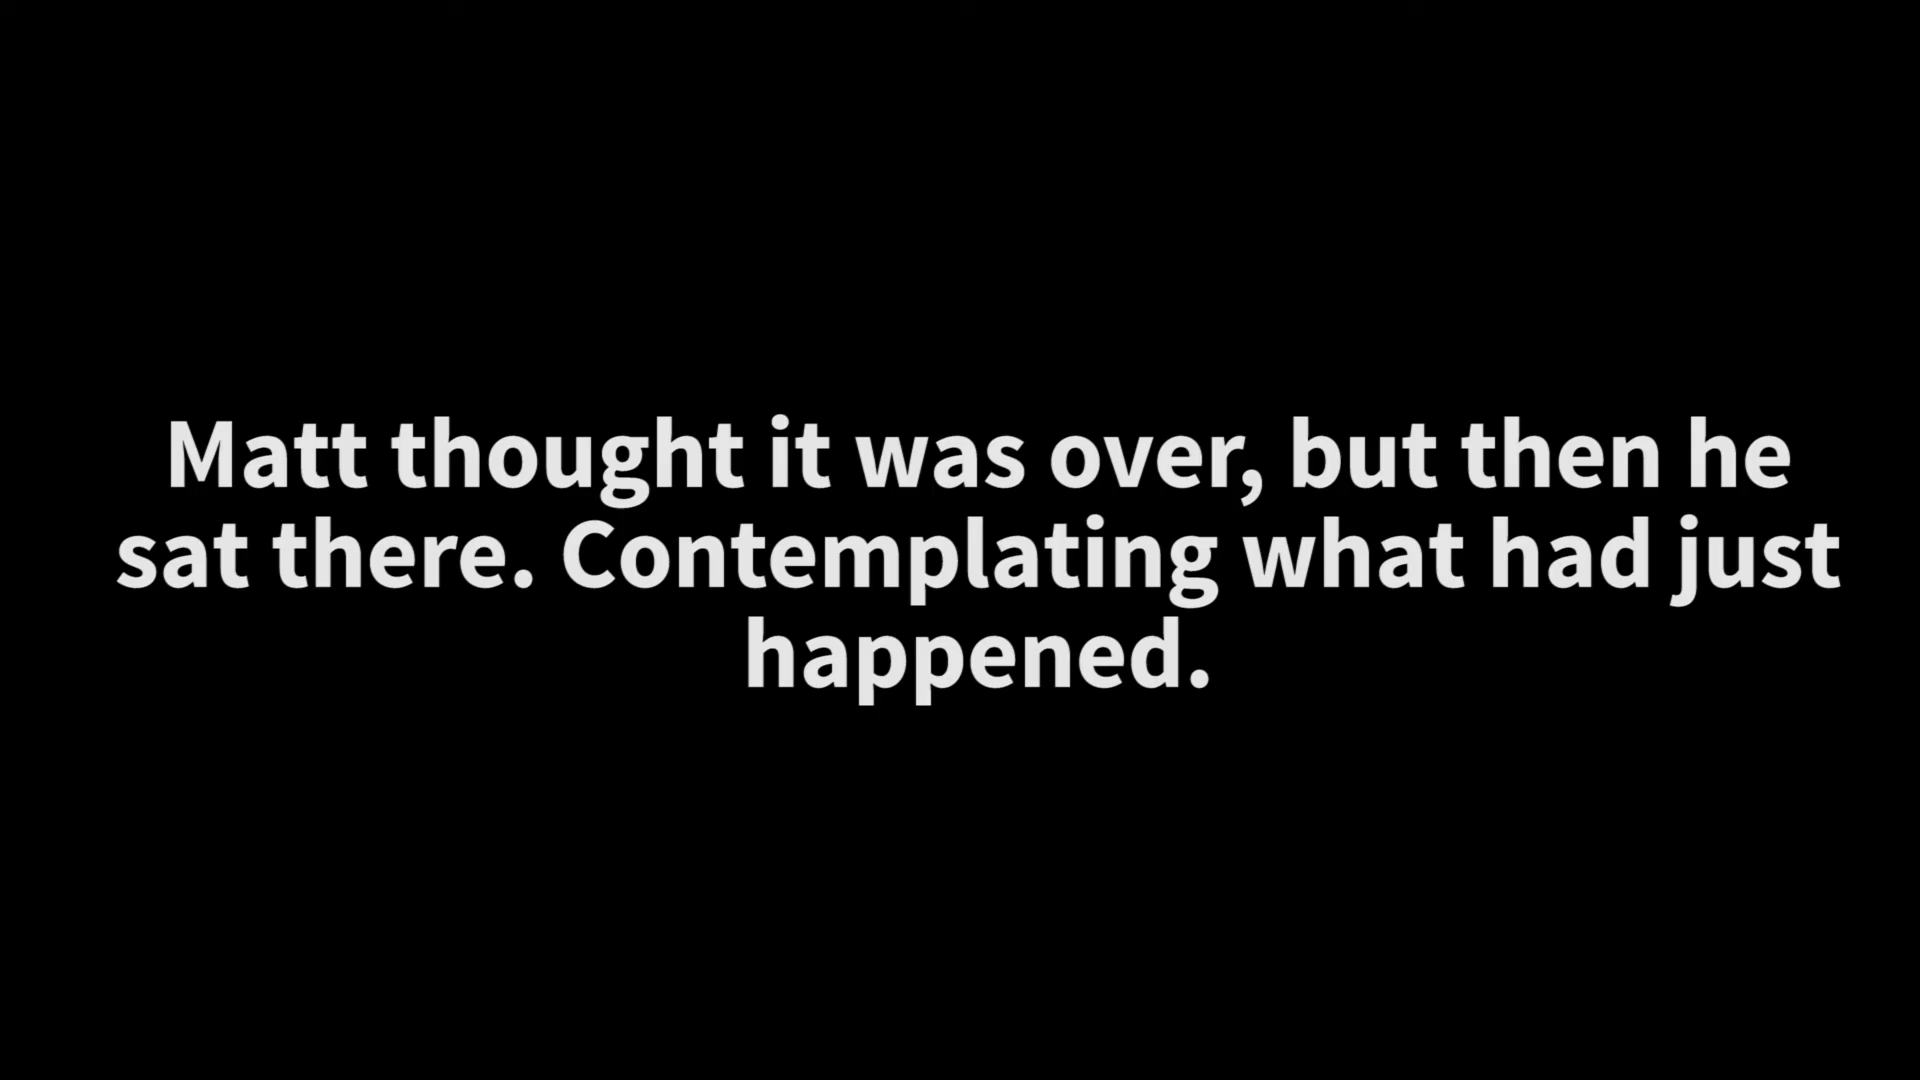 Matt thought it was over, but then he
sat there. Contemplating what had just
happened.